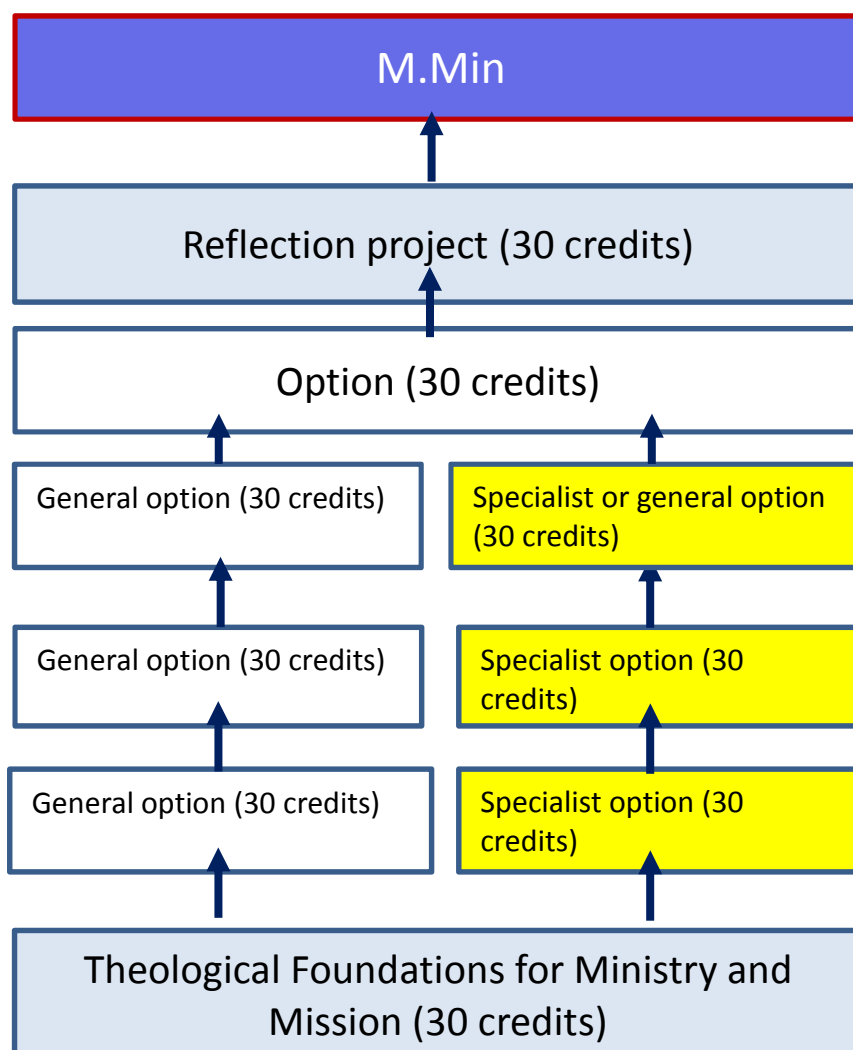 M.Min
Reflection project (30 credits)
Option (30 credits)
General option (30 credits)
Specialist or general option
(30 credits)
General option (30 credits)
Specialist option (30
credits)
General option (30 credits)
Specialist option (30
credits)
Theological Foundations for Ministry and
Mission (30 credits)